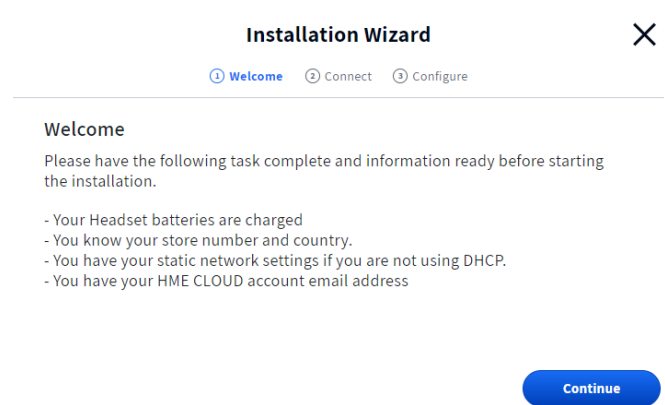 Installation Wizard
1 Welcome 2 Connect 3 Configure
Welcome
Please have the following task complete and information ready before starting
the installation.
- Your Headset batteries are charged
- You know your store number and country.
- You have your static network settings if you are not using DHCP.
- You have your HME CLOUD account email address
Continue